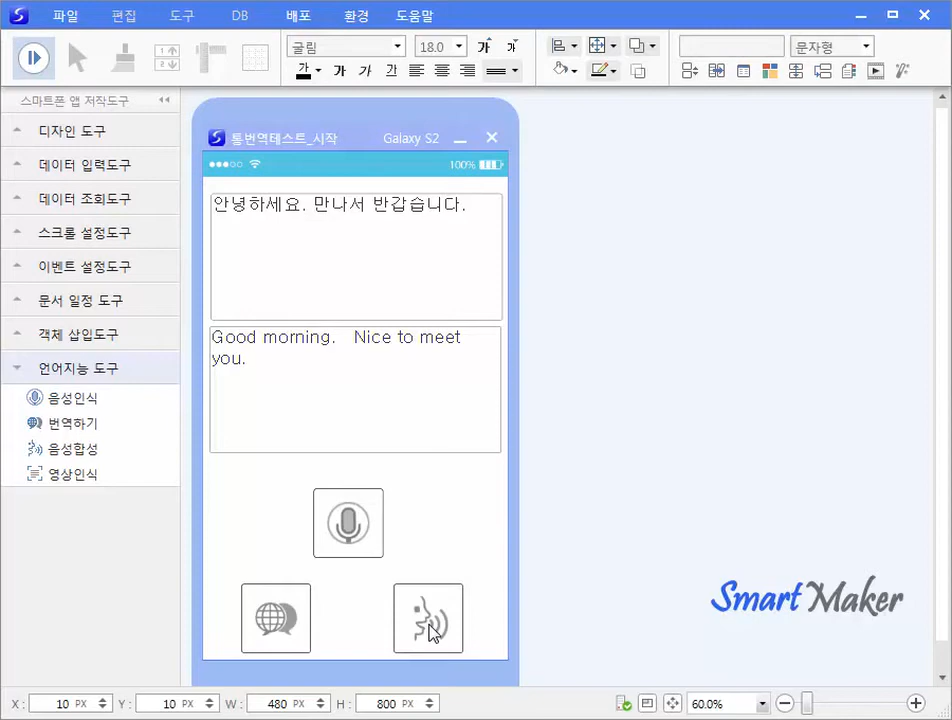 파일 편집 도구 DB 배포 환경 도움말
굴림 18.0 가 가 문자형
가 가 가 가
스마트폰 앱 저작도구
디자인 도구
데이터 입력도구
데이터 조회도구
스크롤 설정도구
이벤트 설정도구
문서 일정 도구
객체 삽입도구
언어지능 도구
음성인식
번역하기
음성합성
영상인식
통번역테스트_시작 Galaxy S2
100%
안녕하세요. 만나서 반갑습니다.
Good morning. Nice to meet
you.
Smart Maker
X : 10 PX Y : 10 PX W : 480 PX H : 800 PX 60.0%